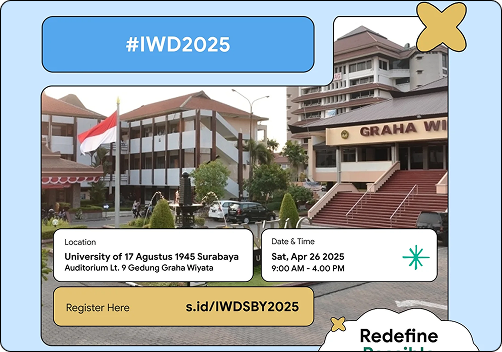 #IWD2025
GRAHA WI
Location
University of 17 Agustus 1945 Surabaya
Auditorium Lt. 9 Gedung Graha Wiyata
Date & Time
Sat, Apr 26 2025
9:00 AM - 4.00 PM
Register Here
s.id/IWDSBY2025
Redefine
Possible